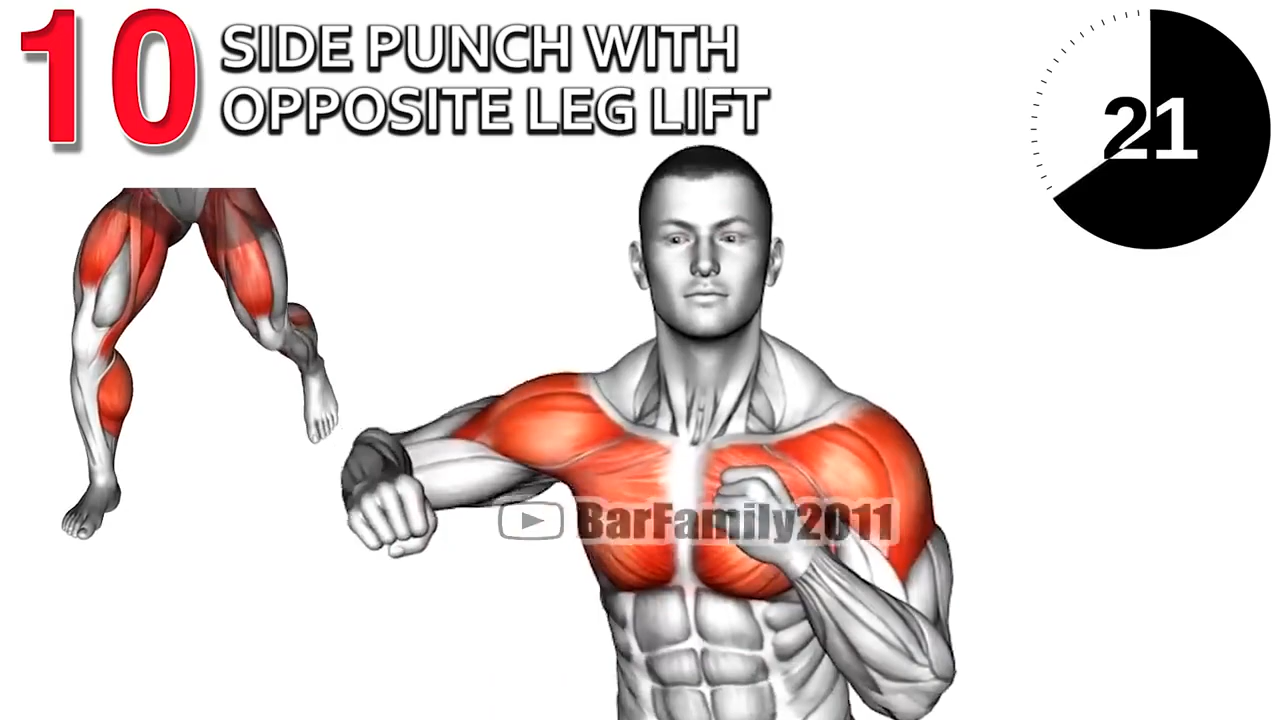 10
SIDE PUNCH WITH
OPPOSITE LEG LIFT
21
BarFamily2011